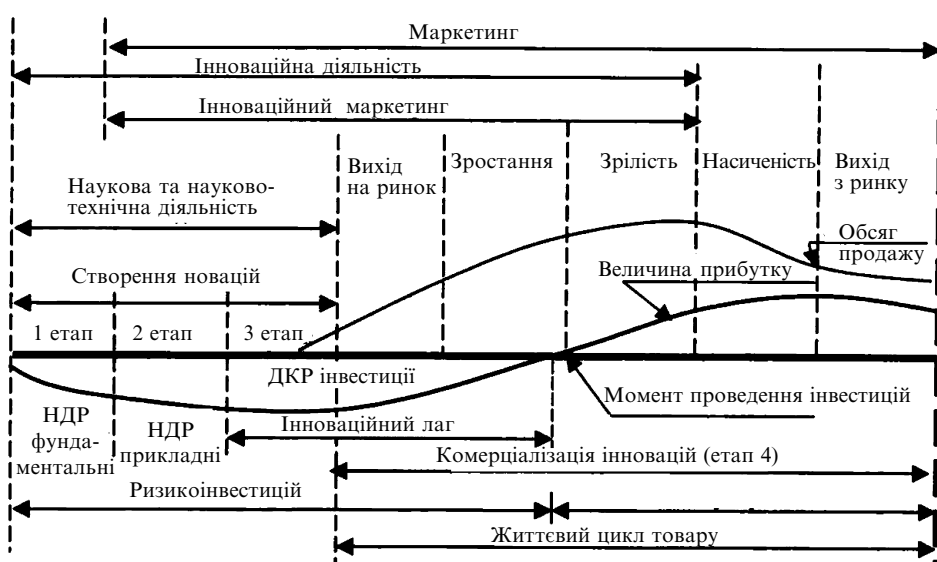 Маркетинг
Інноваційна діяльність
Інноваційний маркетинг
Вихід
на ринок
Зростання
Зрілість
Насиченість
Вихід
з ринку
Наукова та науково-
технічна діяльність
Обсяг
продажу
Створення новацій
Величина прибутку
1 етап
2 етап
3 етап
ДКР інвестиції
Момент проведення інвестицій
НДР
фунда-
ментальні
НДР
прикладні
Інноваційний лаг
Комерціалізація інновацій (етап 4)
Ризикоінвестицій
Життєвий цикл товару